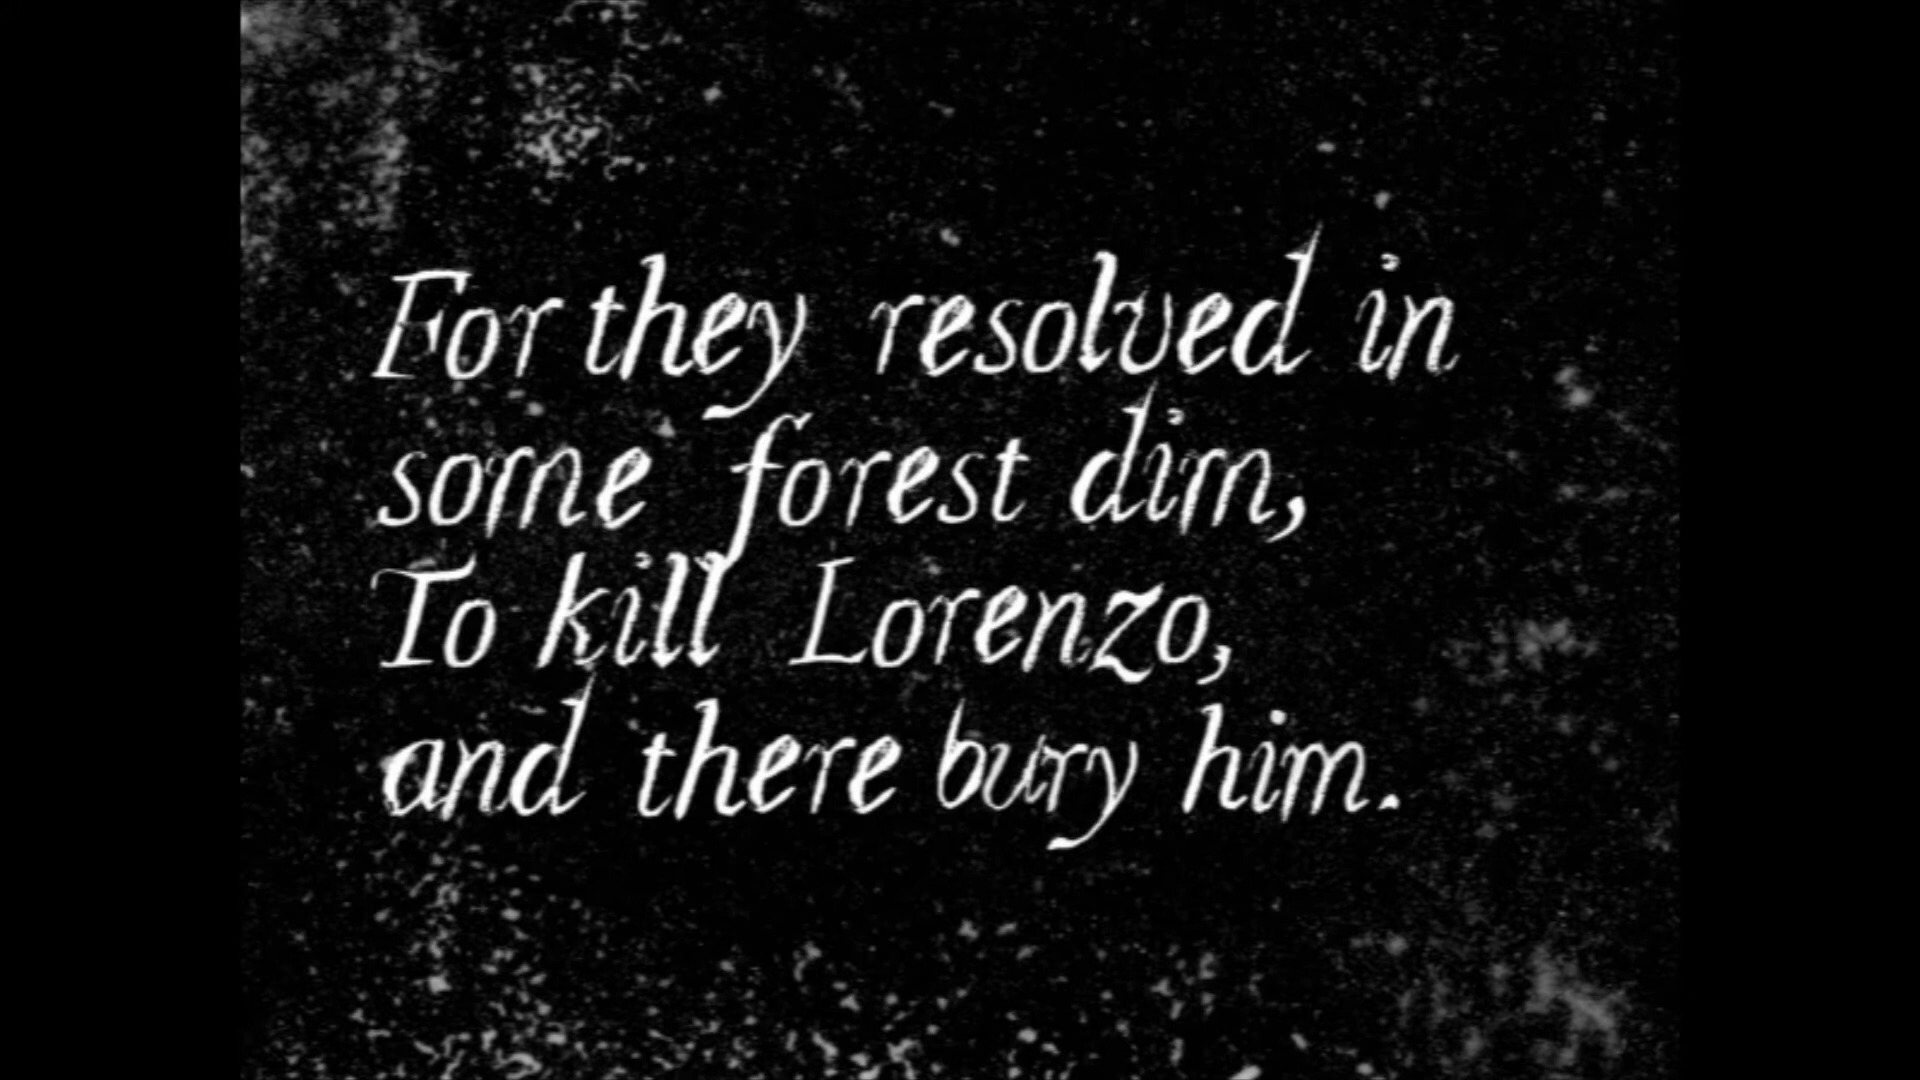 For they resolved in
some forest dim,
To kill Lorenzo,
and there bury him.